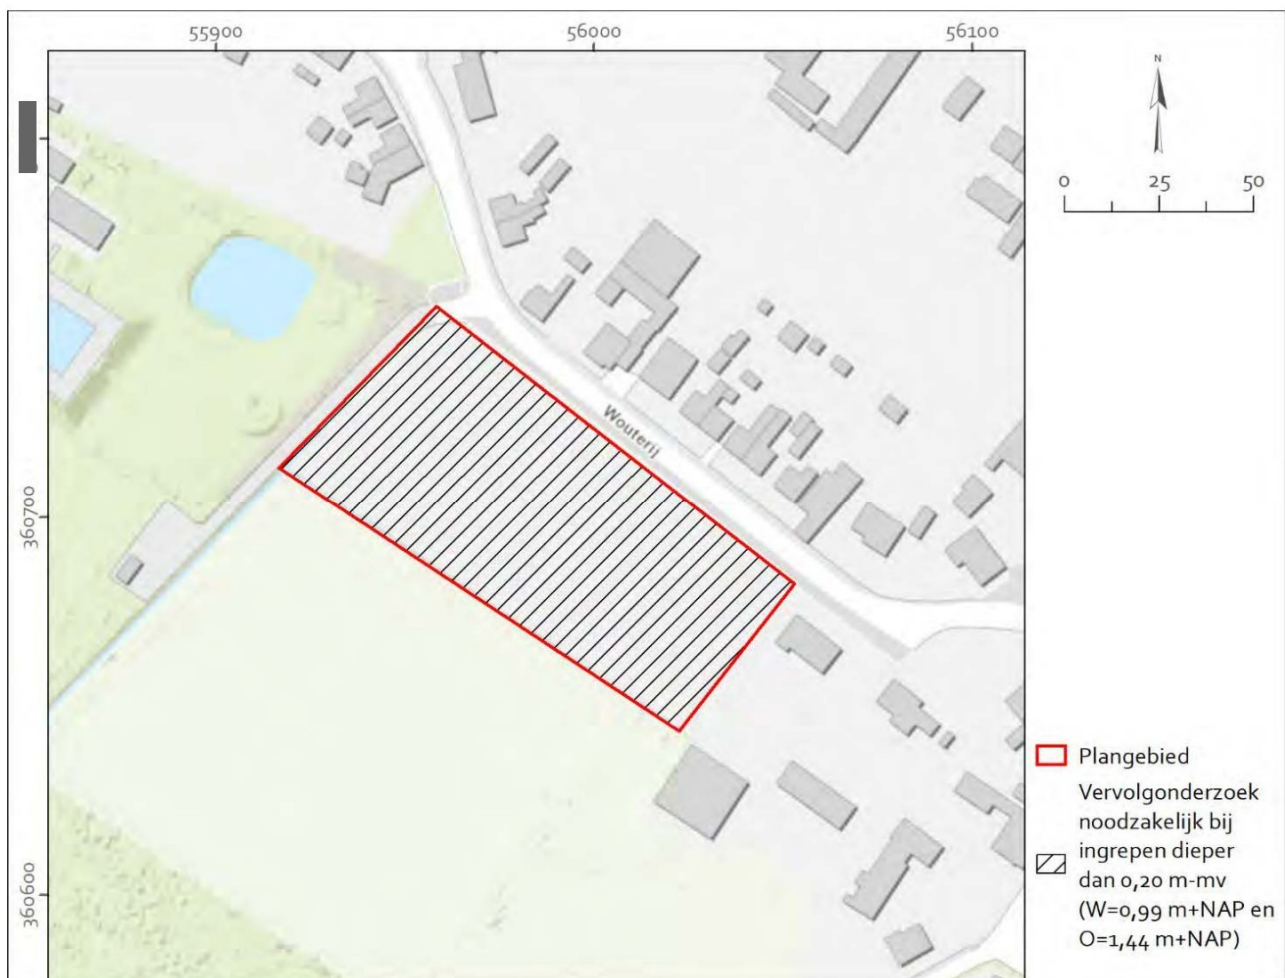 55900
56000
56100
N
0 25 50
Wouterij
360700
360600
Plangebied
Vervolgonderzoek
noodzakelijk bij
ingrepen dieper
dan 0,20 m-mv
(W=0,99 m+NAP en
O=1,44 m+NAP)